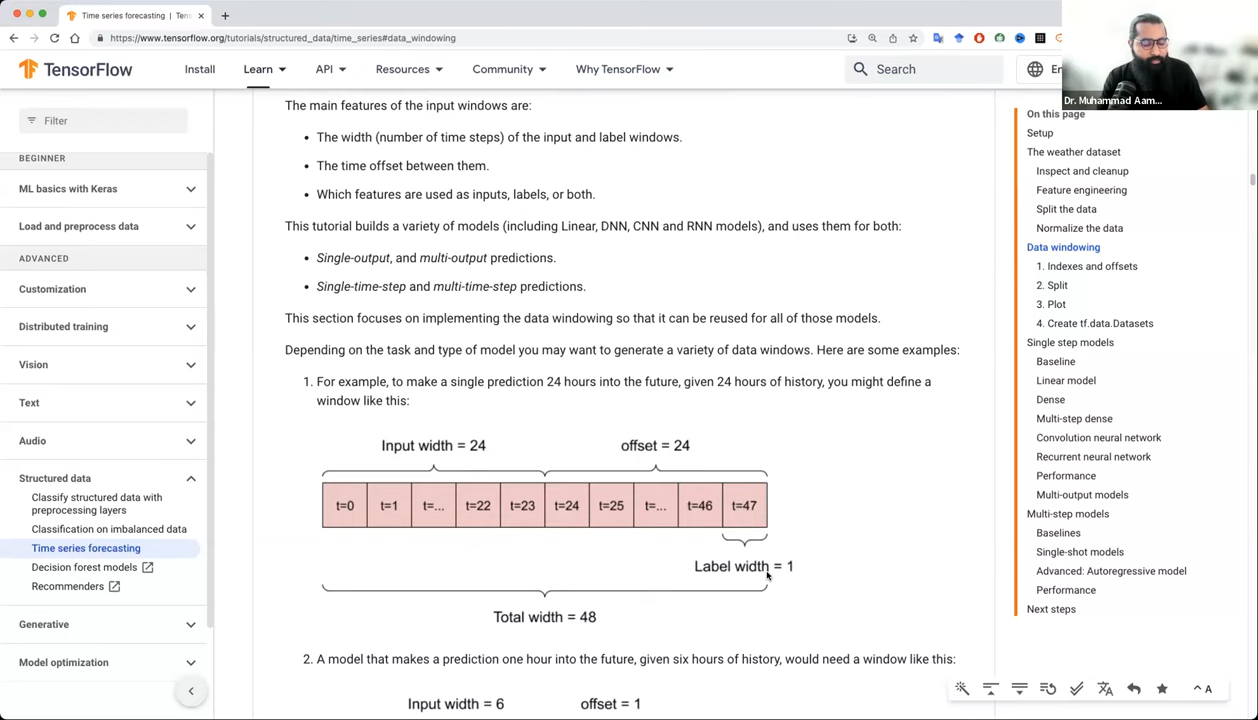 Time series forecasting | Tens
https://www.tensorflow.org/tutorials/structured_data/time_series#data_windowing
TensorFlow
Install
Learn
API
Resources
Community
Why TensorFlow
Search
Dr. Muhammad Aam...
Filter
BEGINNER
ML basics with Keras
Load and preprocess data
ADVANCED
Customization
Distributed training
Vision
Text
Audio
Structured data
Classify structured data with
preprocessing layers
Classification on imbalanced data
Time series forecasting
Decision forest models
Recommenders
Generative
Model optimization
The main features of the input windows are:
• The width (number of time steps) of the input and label windows.
• The time offset between them.
• Which features are used as inputs, labels, or both.
This tutorial builds a variety of models (including Linear, DNN, CNN and RNN models), and uses them for both:
• Single-output, and multi-output predictions.
• Single-time-step and multi-time-step predictions.
This section focuses on implementing the data windowing so that it can be reused for all of those models.
Depending on the task and type of model you may want to generate a variety of data windows. Here are some examples:
1. For example, to make a single prediction 24 hours into the future, given 24 hours of history, you might define a
window like this:
Input width = 24 offset = 24
t=0 t=1 t=... t=22 t=23 t=24 t=25 t=... t=46 t=47
Label width = 1
Total width = 48
2. A model that makes a prediction one hour into the future, given six hours of history, would need a window like this:
Input width = 6 offset = 1
On this page
Setup
The weather dataset
Inspect and cleanup
Feature engineering
Split the data
Normalize the data
Data windowing
1. Indexes and offsets
2. Split
3. Plot
4. Create tf.data.Datasets
Single step models
Baseline
Linear model
Dense
Multi-step dense
Convolution neural network
Recurrent neural network
Performance
Multi-output models
Multi-step models
Baselines
Single-shot models
Advanced: Autoregressive model
Performance
Next steps
A